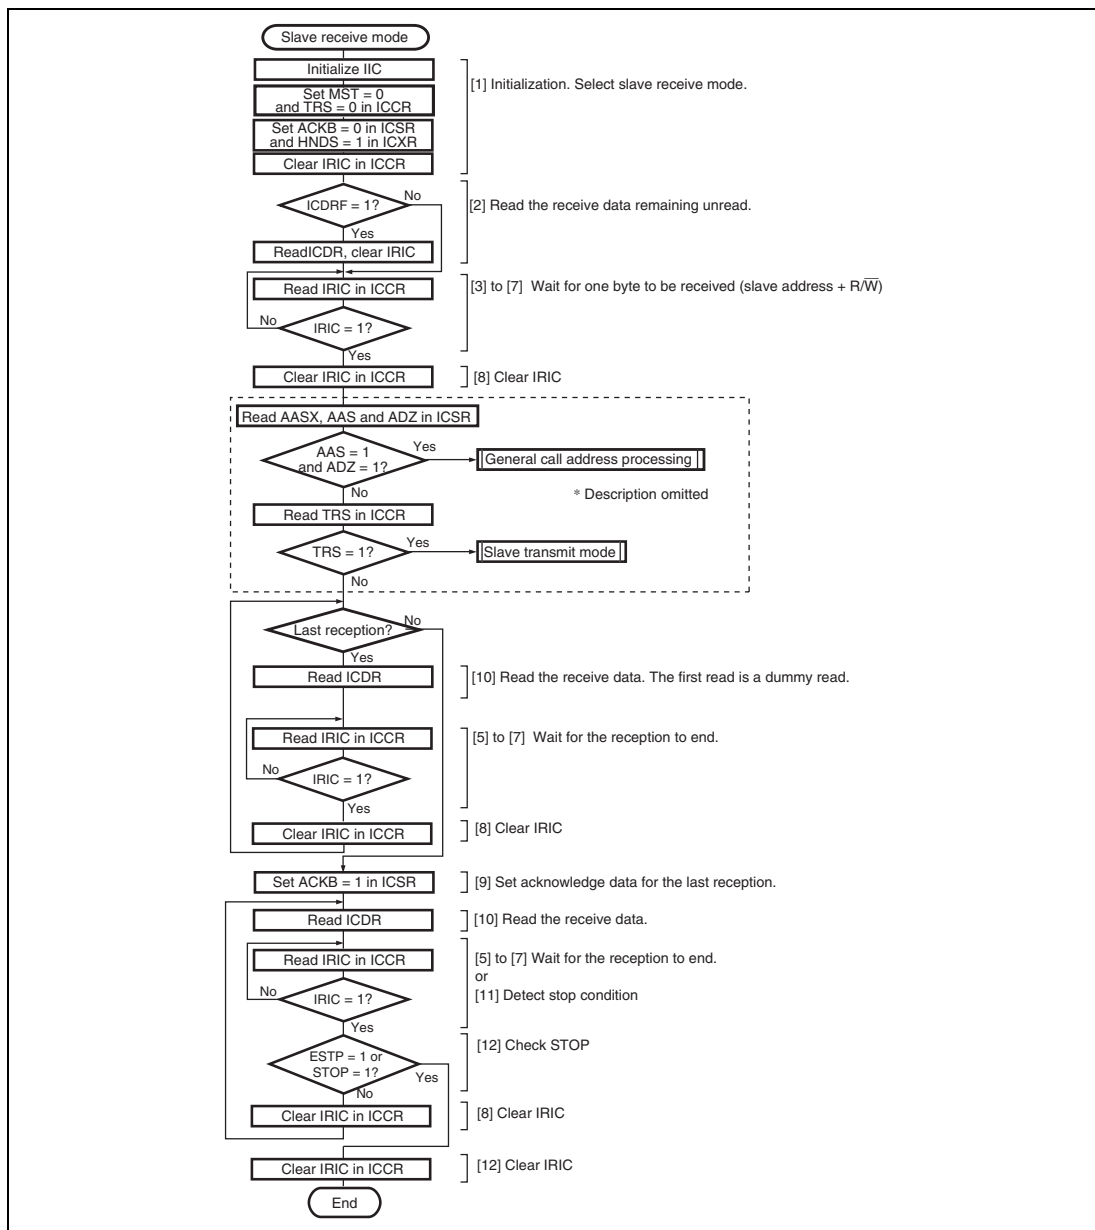 Slave receive mode
Initialize IIC
[1] Initialization. Select slave receive mode.
Set MST = 0
and TRS = 0 in ICCR
Set ACKB = 0 in ICSR
and HNDS = 1 in ICXR
Clear IRIC in ICCR
ICDRF = 1?
No
[2] Read the receive data remaining unread.
Yes
ReadICDR, clear IRIC
Read IRIC in ICCR
[3] to [7] Wait for one byte to be received (slave address + R/W̅)
No
IRIC = 1?
Yes
Clear IRIC in ICCR
[8] Clear IRIC
Read AASX, AAS and ADZ in ICSR
AAS = 1
and ADZ = 1?
Yes
General call address processing
No
* Description omitted
Read TRS in ICCR
TRS = 1?
Yes
Slave transmit mode
No
Last reception?
No
Yes
Read ICDR
[10] Read the receive data. The first read is a dummy read.
Read IRIC in ICCR
[5] to [7] Wait for the reception to end.
No
IRIC = 1?
Yes
Clear IRIC in ICCR
[8] Clear IRIC
Set ACKB = 1 in ICSR
[9] Set acknowledge data for the last reception.
Read ICDR
[10] Read the receive data.
Read IRIC in ICCR
[5] to [7] Wait for the reception to end.
or
[11] Detect stop condition
No
IRIC = 1?
Yes
ESTP = 1 or
STOP = 1?
Yes
[12] Check STOP
No
Clear IRIC in ICCR
[8] Clear IRIC
Clear IRIC in ICCR
[12] Clear IRIC
End